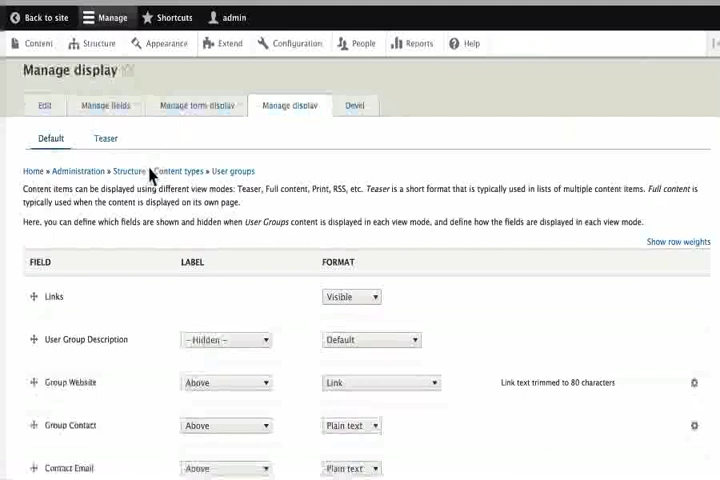 Back to site Manage Shortcuts admin
Content Structure Appearance Extend Configuration People Reports Help
Manage display
Edit Manage fields Manage form display Manage display Devel
Default Teaser
Home » Administration » Structure » Content types » User groups
Content items can be displayed using different view modes: Teaser, Full content, Print, RSS, etc. Teaser is a short format that is typically used in lists of multiple content items. Full content is
typically used when the content is displayed on its own page.
Here, you can define which fields are shown and hidden when User Groups content is displayed in each view mode, and define how the fields are displayed in each view mode.
Show row weights
FIELD LABEL FORMAT
Links Visible
User Group Description - Hidden - Default
Group Website Above Link Link text trimmed to 80 characters
Group Contact Above Plain text
Contact Email Above Plain text